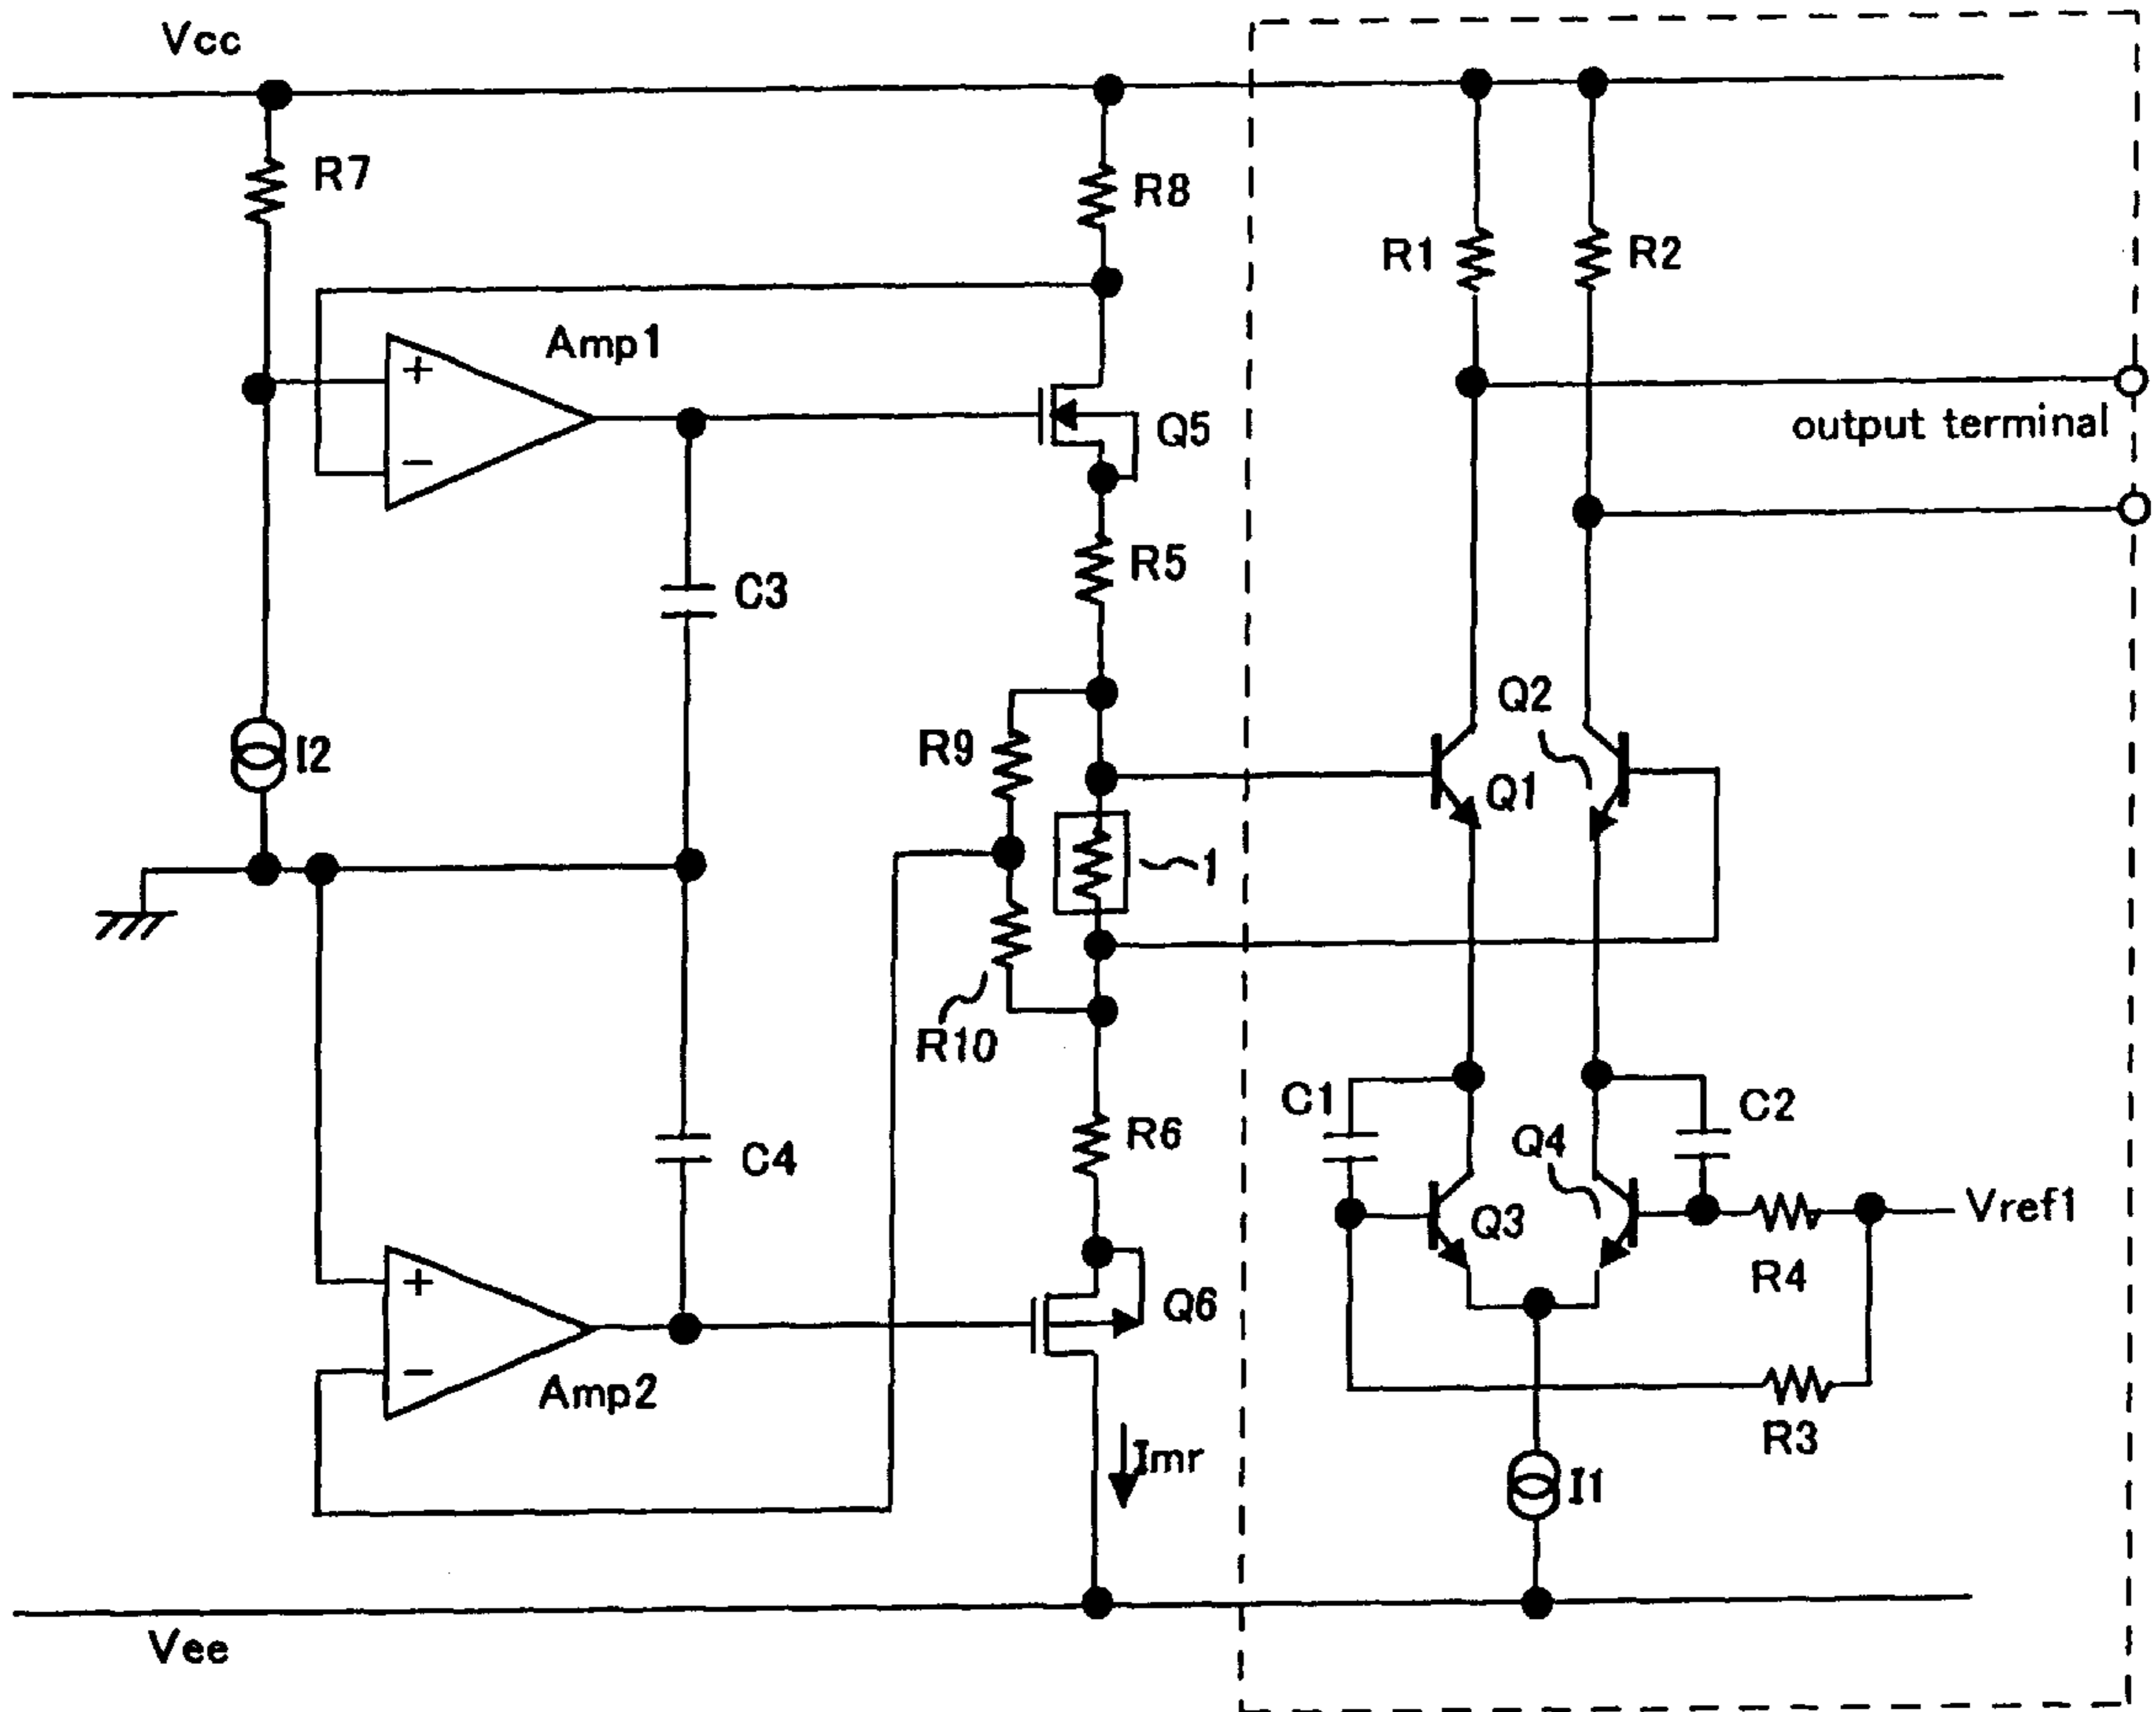 Vcc
R7
R8
R1
R2
Amp1
+
−
Q5
output terminal
R5
C3
I2
R9
Q2
Q1
1
R10
C1
C2
R6
Q4
C4
Q3
Vref1
R4
+
−
Q6
Amp2
R3
Imr
I1
Vee